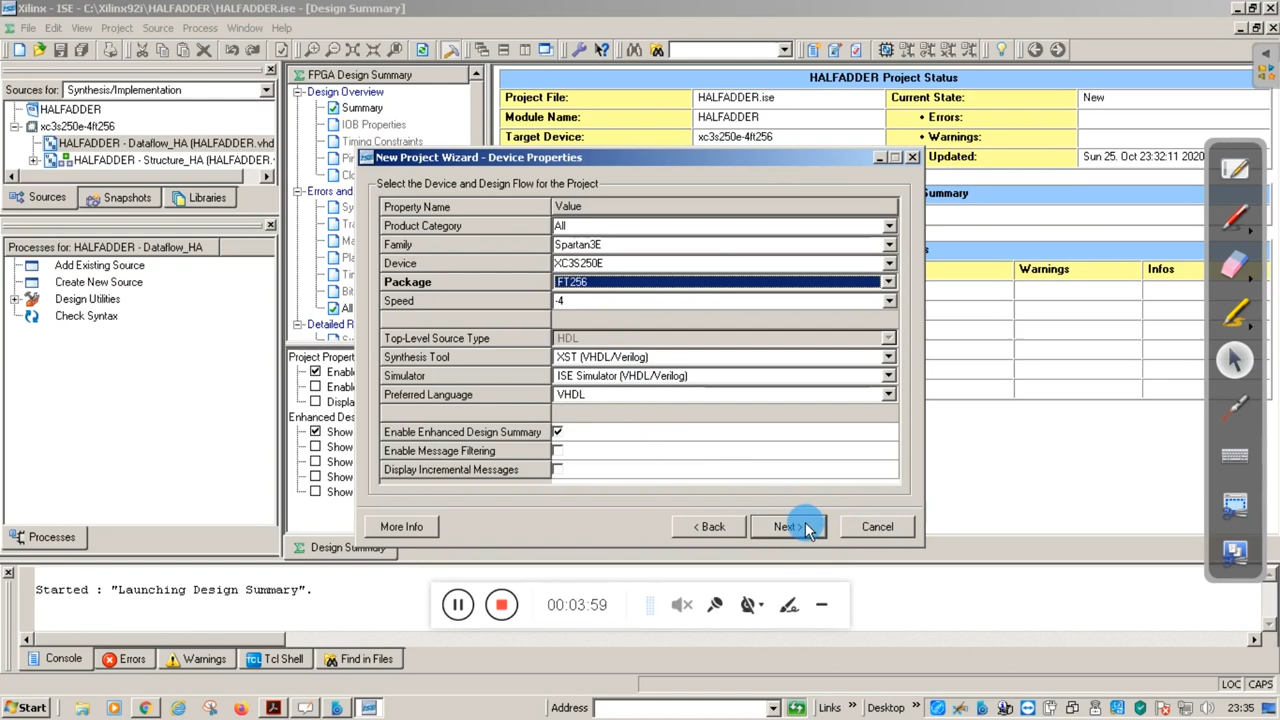 Xilinx - ISE - C:\Xilinx92i\HALFADDER\HALFADDER.ise - [Design Summary]
File Edit View Project Source Process Window Help
Sources for: Synthesis/Implementation
HALFADDER
xc3s250e-4ft256
HALFADDER - Dataflow_HA (HALFADDER.vhd
HALFADDER - Structure_HA (HALFADDER.
Sources Snapshots Libraries
Processes for: HALFADDER - Dataflow_HA
Add Existing Source
Create New Source
Design Utilities
Check Syntax
Processes
FPGA Design Summary
Design Overview
Summary
IOB Properties
Timing Constraints
Errors and
All
Detailed R
Project Propert
Enabl
Enabl
Displa
Enhanced Des
Show
Show
Show
Show
Show
Design Summary
HALFADDER Project Status
Project File: HALFADDER.ise Current State: New
Module Name: HALFADDER • Errors:
Target Device: xc3s250e-4ft256 • Warnings:
Updated: Sun 25. Oct 23:32:11 2020
Summary
Warnings Infos
New Project Wizard - Device Properties
Select the Device and Design Flow for the Project
Property Name Value
Product Category All
Family Spartan3E
Device XC3S250E
Package FT256
Speed -4
Top-Level Source Type HDL
Synthesis Tool XST (VHDL/Verilog)
Simulator ISE Simulator (VHDL/Verilog)
Preferred Language VHDL
Enable Enhanced Design Summary
Enable Message Filtering
Display Incremental Messages
More Info < Back Next > Cancel
Started : "Launching Design Summary".
00:03:59
Console Errors Warnings Tcl Shell Find in Files
LOC CAPS
Start Address Links » Desktop » 23:35